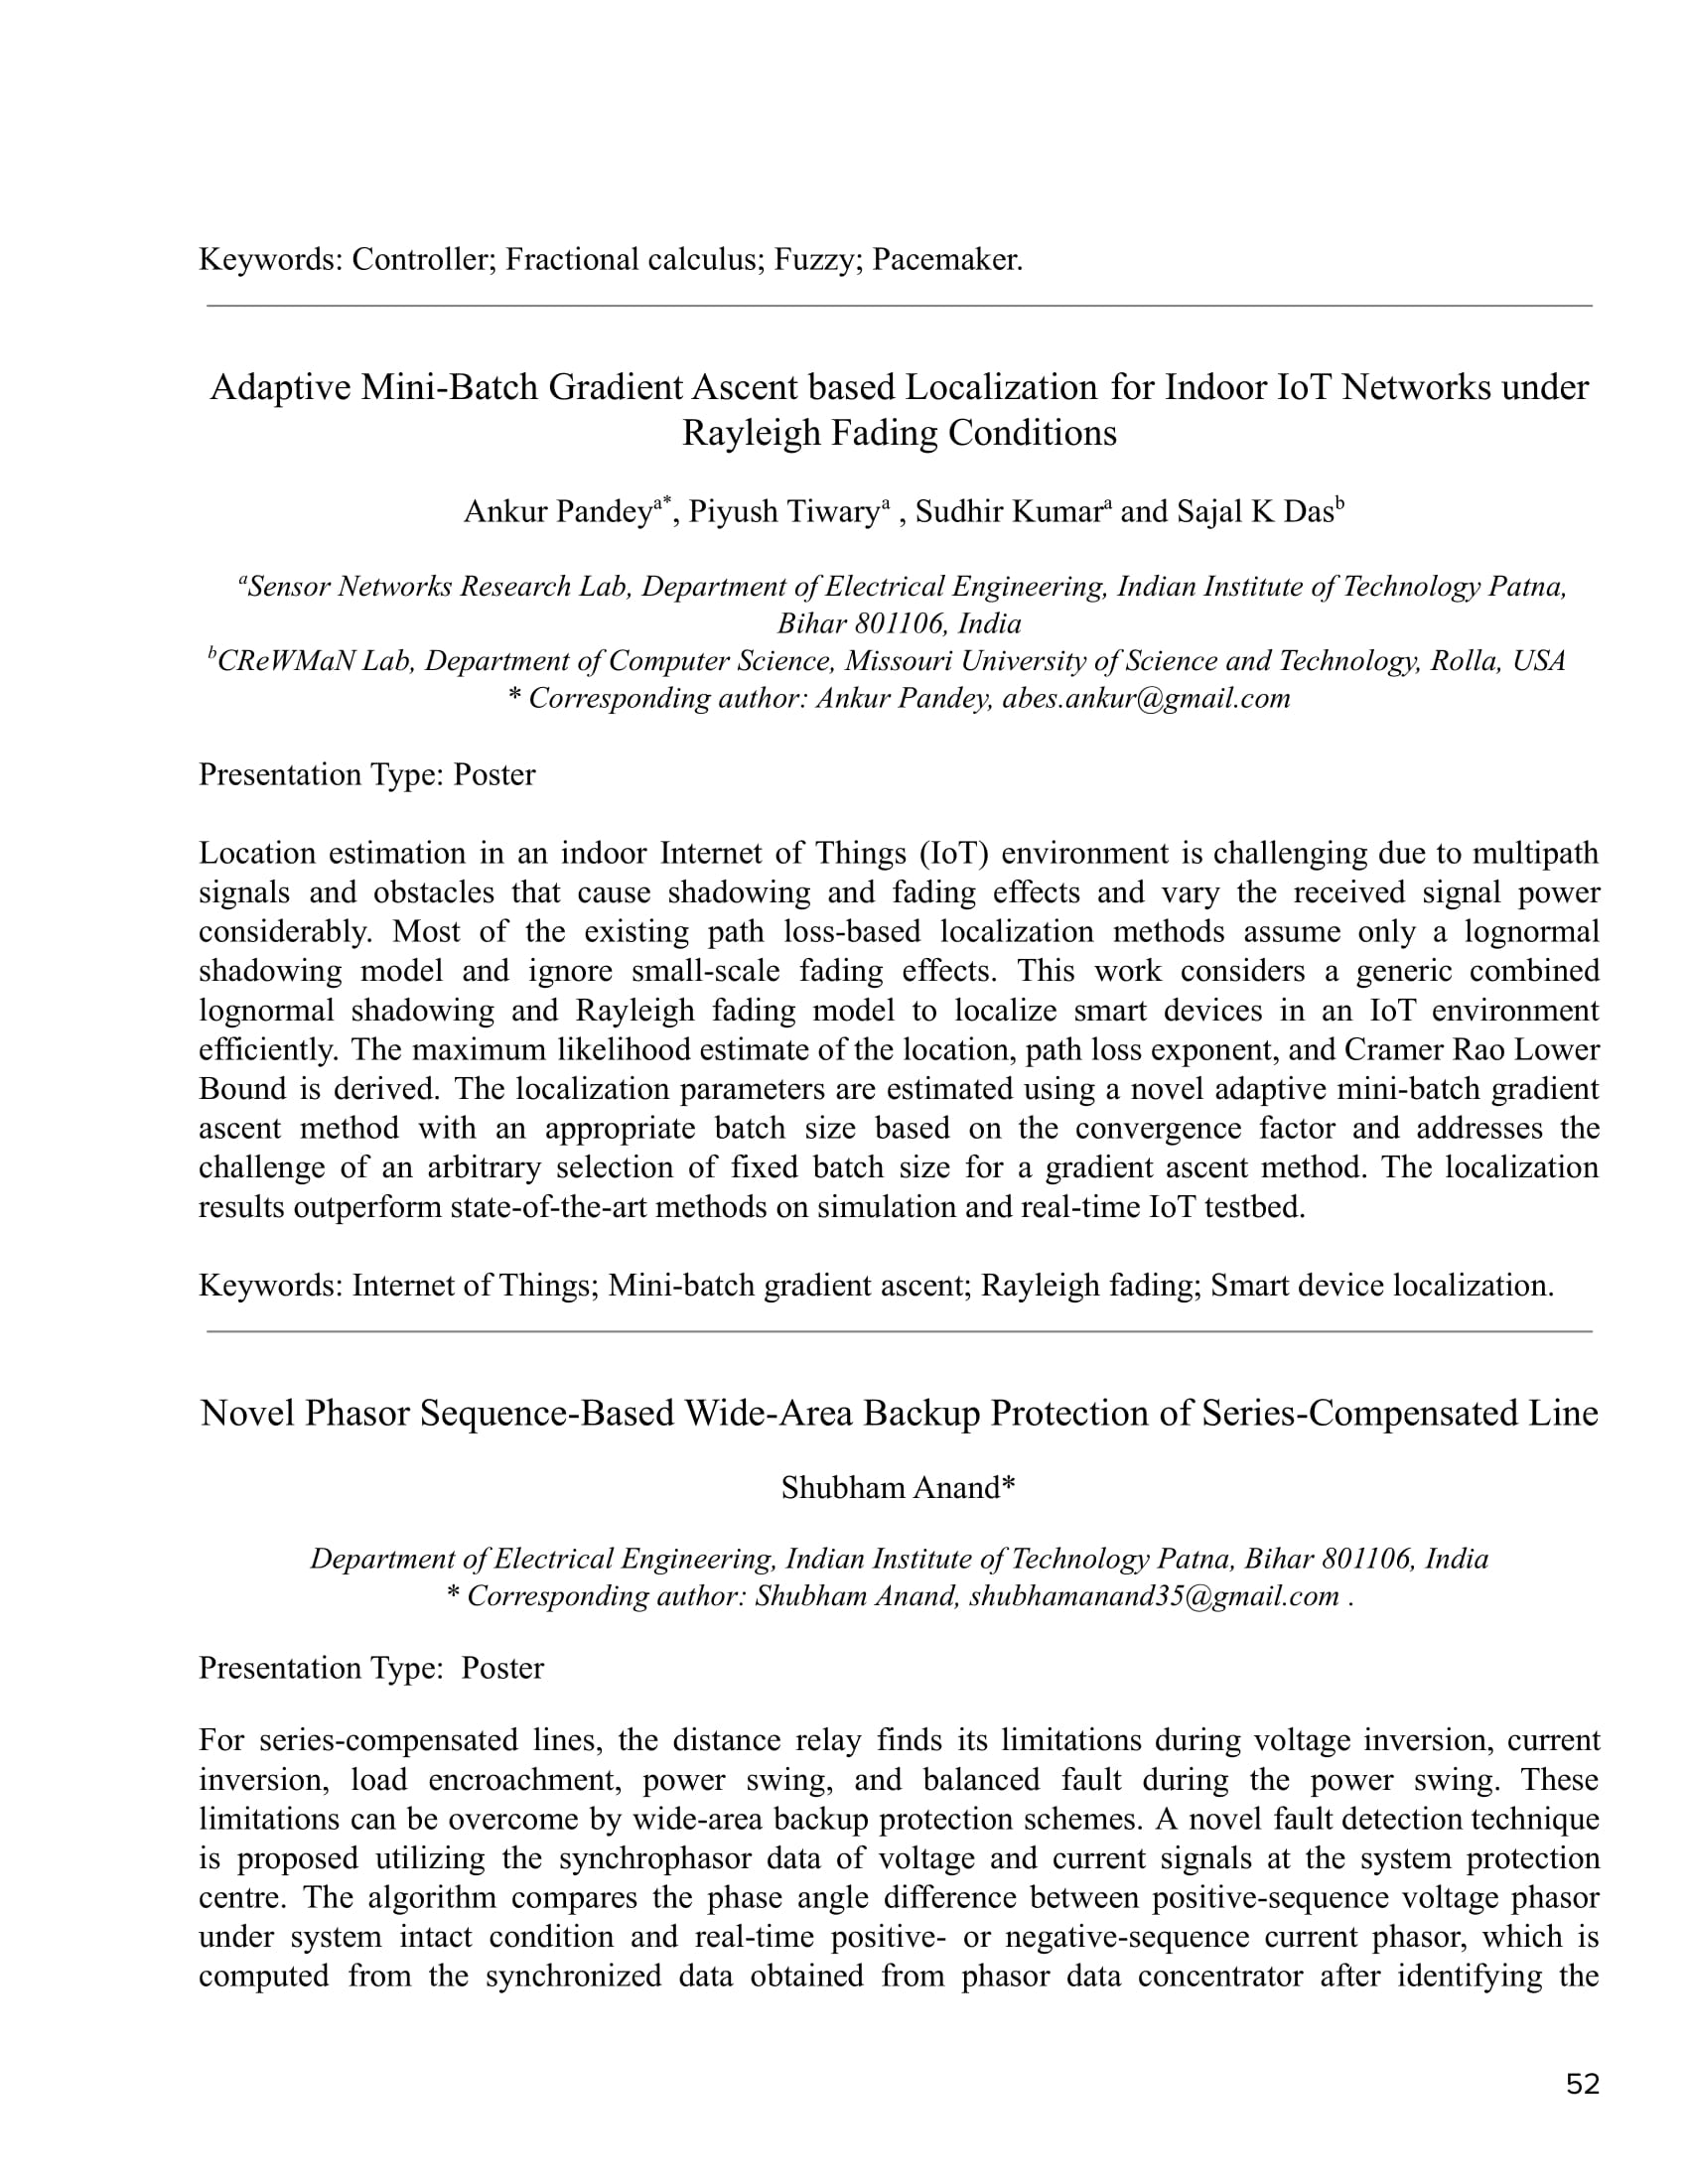 Keywords: Controller; Fractional calculus; Fuzzy; Pacemaker.
Adaptive Mini-Batch Gradient Ascent based Localization for Indoor IoT Networks under
Rayleigh Fading Conditions
Ankur Pandeyᵃ*, Piyush Tiwaryᵃ , Sudhir Kumarᵃ and Sajal K Dasᵇ
ᵃSensor Networks Research Lab, Department of Electrical Engineering, Indian Institute of Technology Patna,
Bihar 801106, India
ᵇCReWMaN Lab, Department of Computer Science, Missouri University of Science and Technology, Rolla, USA
* Corresponding author: Ankur Pandey, abes.ankur@gmail.com
Presentation Type: Poster
Location estimation in an indoor Internet of Things (IoT) environment is challenging due to multipath
signals and obstacles that cause shadowing and fading effects and vary the received signal power
considerably. Most of the existing path loss-based localization methods assume only a lognormal
shadowing model and ignore small-scale fading effects. This work considers a generic combined
lognormal shadowing and Rayleigh fading model to localize smart devices in an IoT environment
efficiently. The maximum likelihood estimate of the location, path loss exponent, and Cramer Rao Lower
Bound is derived. The localization parameters are estimated using a novel adaptive mini-batch gradient
ascent method with an appropriate batch size based on the convergence factor and addresses the
challenge of an arbitrary selection of fixed batch size for a gradient ascent method. The localization
results outperform state-of-the-art methods on simulation and real-time IoT testbed.
Keywords: Internet of Things; Mini-batch gradient ascent; Rayleigh fading; Smart device localization.
Novel Phasor Sequence-Based Wide-Area Backup Protection of Series-Compensated Line
Shubham Anand*
Department of Electrical Engineering, Indian Institute of Technology Patna, Bihar 801106, India
* Corresponding author: Shubham Anand, shubhamanand35@gmail.com .
Presentation Type:  Poster
For series-compensated lines, the distance relay finds its limitations during voltage inversion, current
inversion, load encroachment, power swing, and balanced fault during the power swing. These
limitations can be overcome by wide-area backup protection schemes. A novel fault detection technique
is proposed utilizing the synchrophasor data of voltage and current signals at the system protection
centre. The algorithm compares the phase angle difference between positive-sequence voltage phasor
under system intact condition and real-time positive- or negative-sequence current phasor, which is
computed from the synchronized data obtained from phasor data concentrator after identifying the
52